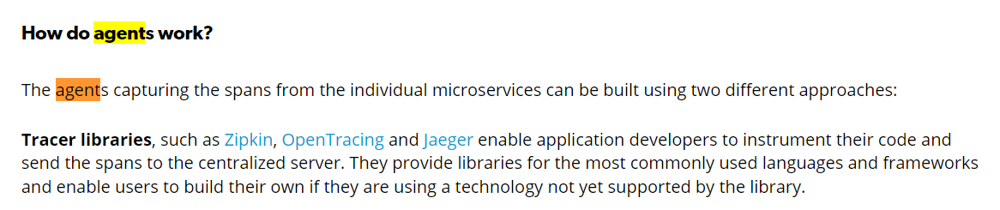 How do agents work?
The agents capturing the spans from the individual microservices can be built using two different approaches:
Tracer libraries, such as Zipkin, OpenTracing and Jaeger enable application developers to instrument their code and
send the spans to the centralized server. They provide libraries for the most commonly used languages and frameworks
and enable users to build their own if they are using a technology not yet supported by the library.